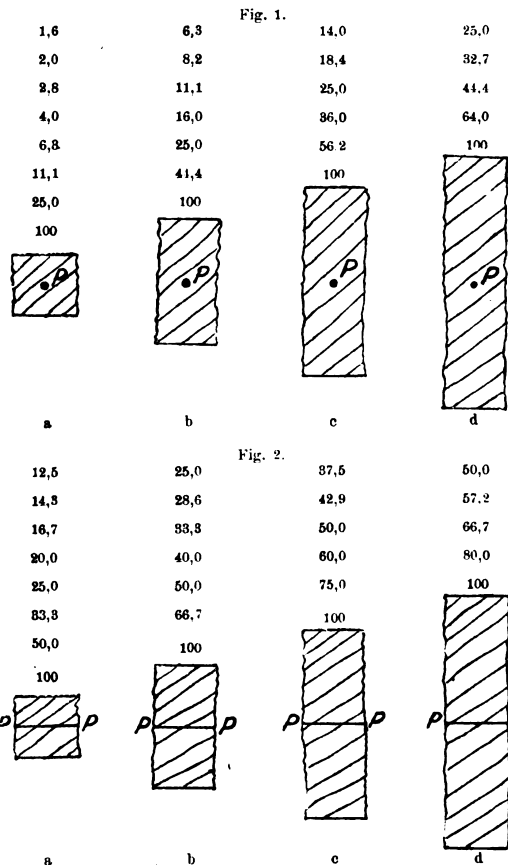 Fig. 1.
1,6 6,3 14,0 25,0
2,0 8,2 18,4 32,7
2,8 11,1 25,0 44,4
4,0 16,0 36,0 64,0
6,3 25,0 56,2 100
11,1 44,4 100
25,0 100
100
P P P P
a b c d
Fig. 2.
12,5 25,0 37,5 50,0
14,3 28,6 42,9 57,2
16,7 33,3 50,0 66,7
20,0 40,0 60,0 80,0
25,0 50,0 75,0 100
33,3 66,7 100
50,0 100
100
P P P P P P P
a b c d